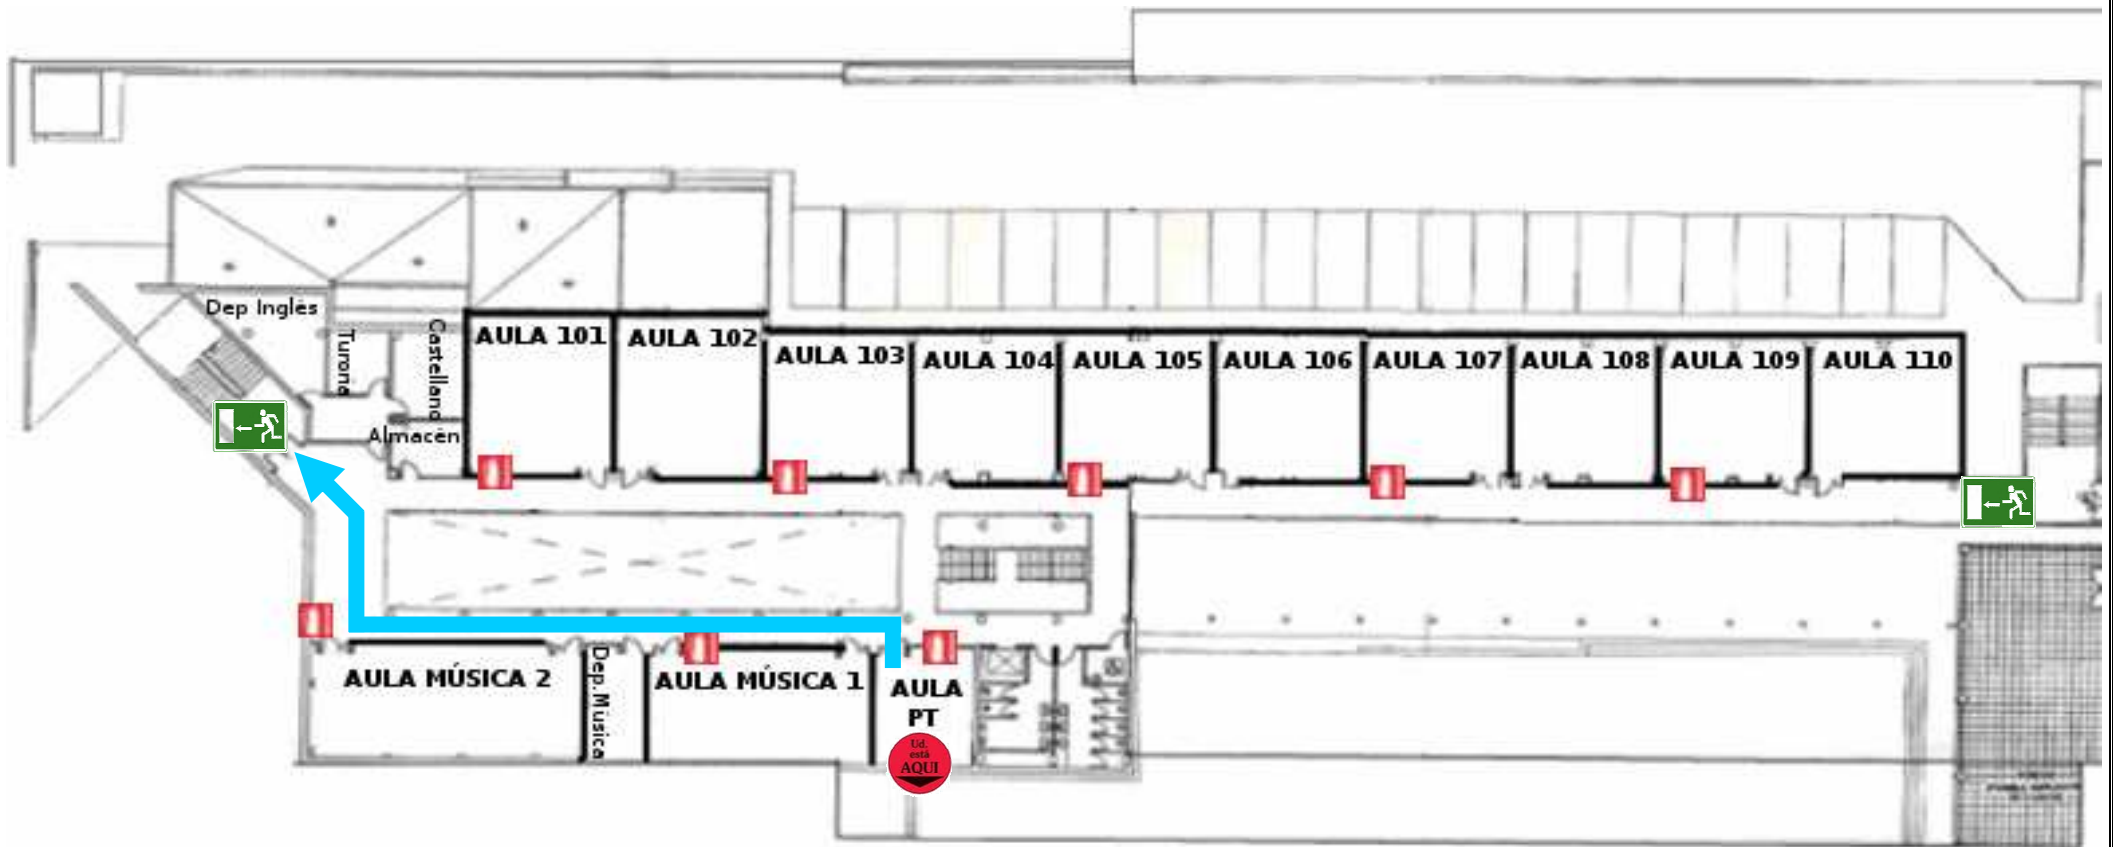 Dep Inglés
Turona
Castellano
Almacén
AULA 101
AULA 102
AULA 103
AULA 104
AULA 105
AULA 106
AULA 107
AULA 108
AULA 109
AULA 110
AULA MÚSICA 2
Dep.Música
AULA MÚSICA 1
AULA
PT
Ud.
está
AQUI